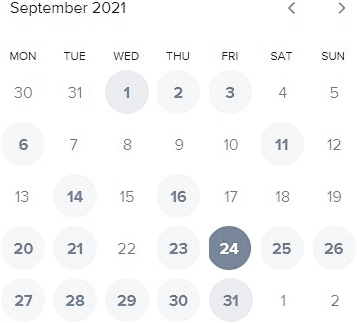 September 2021
MON TUE WED THU FRI SAT SUN
30 31 1 2 3 4 5
6 7 8 9 10 11 12
13 14 15 16 17 18 19
20 21 22 23 24 25 26
27 28 29 30 31 1 2